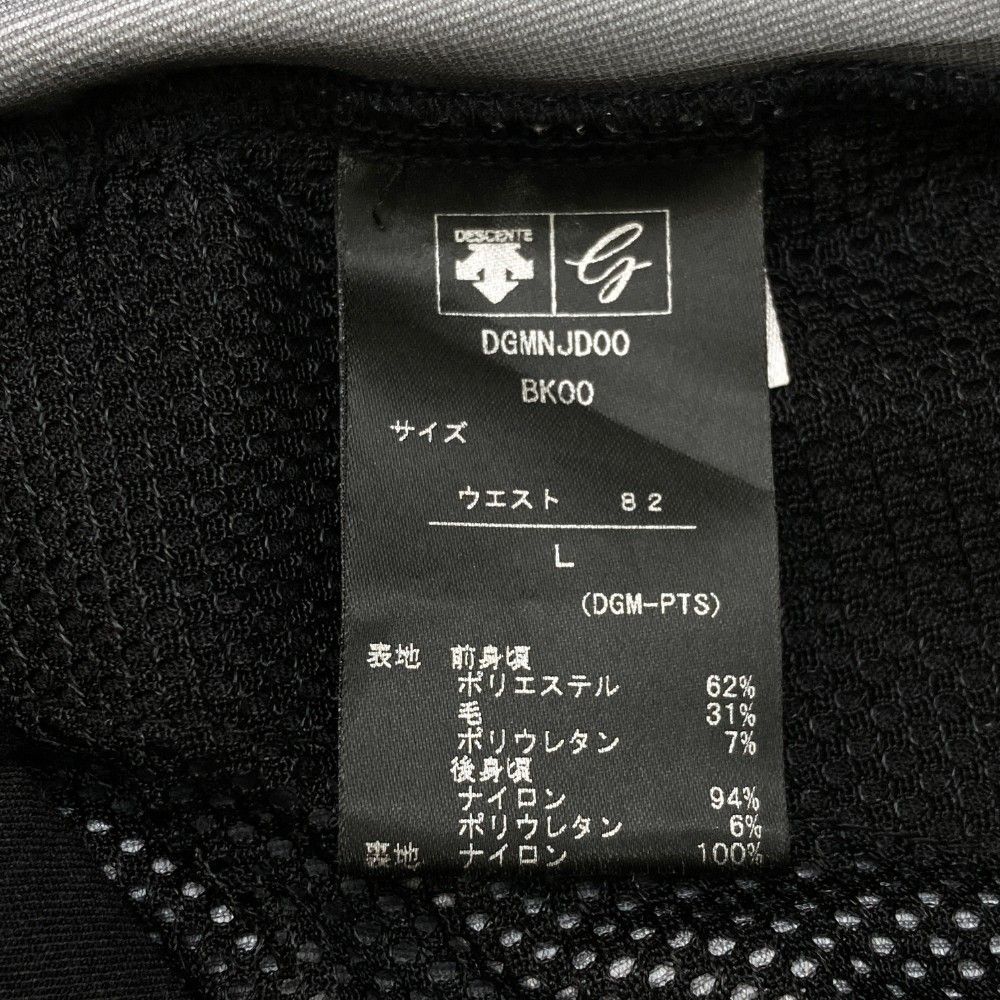 DESCENTE G
DGMNJD00
BK00
サイズ
ウエスト 82
L
(DGM-PTS)
表地 前身頃
ポリエステル 62%
毛 31%
ポリウレタン 7%
後身頃
ナイロン 94%
ポリウレタン 6%
ナイロン 100%